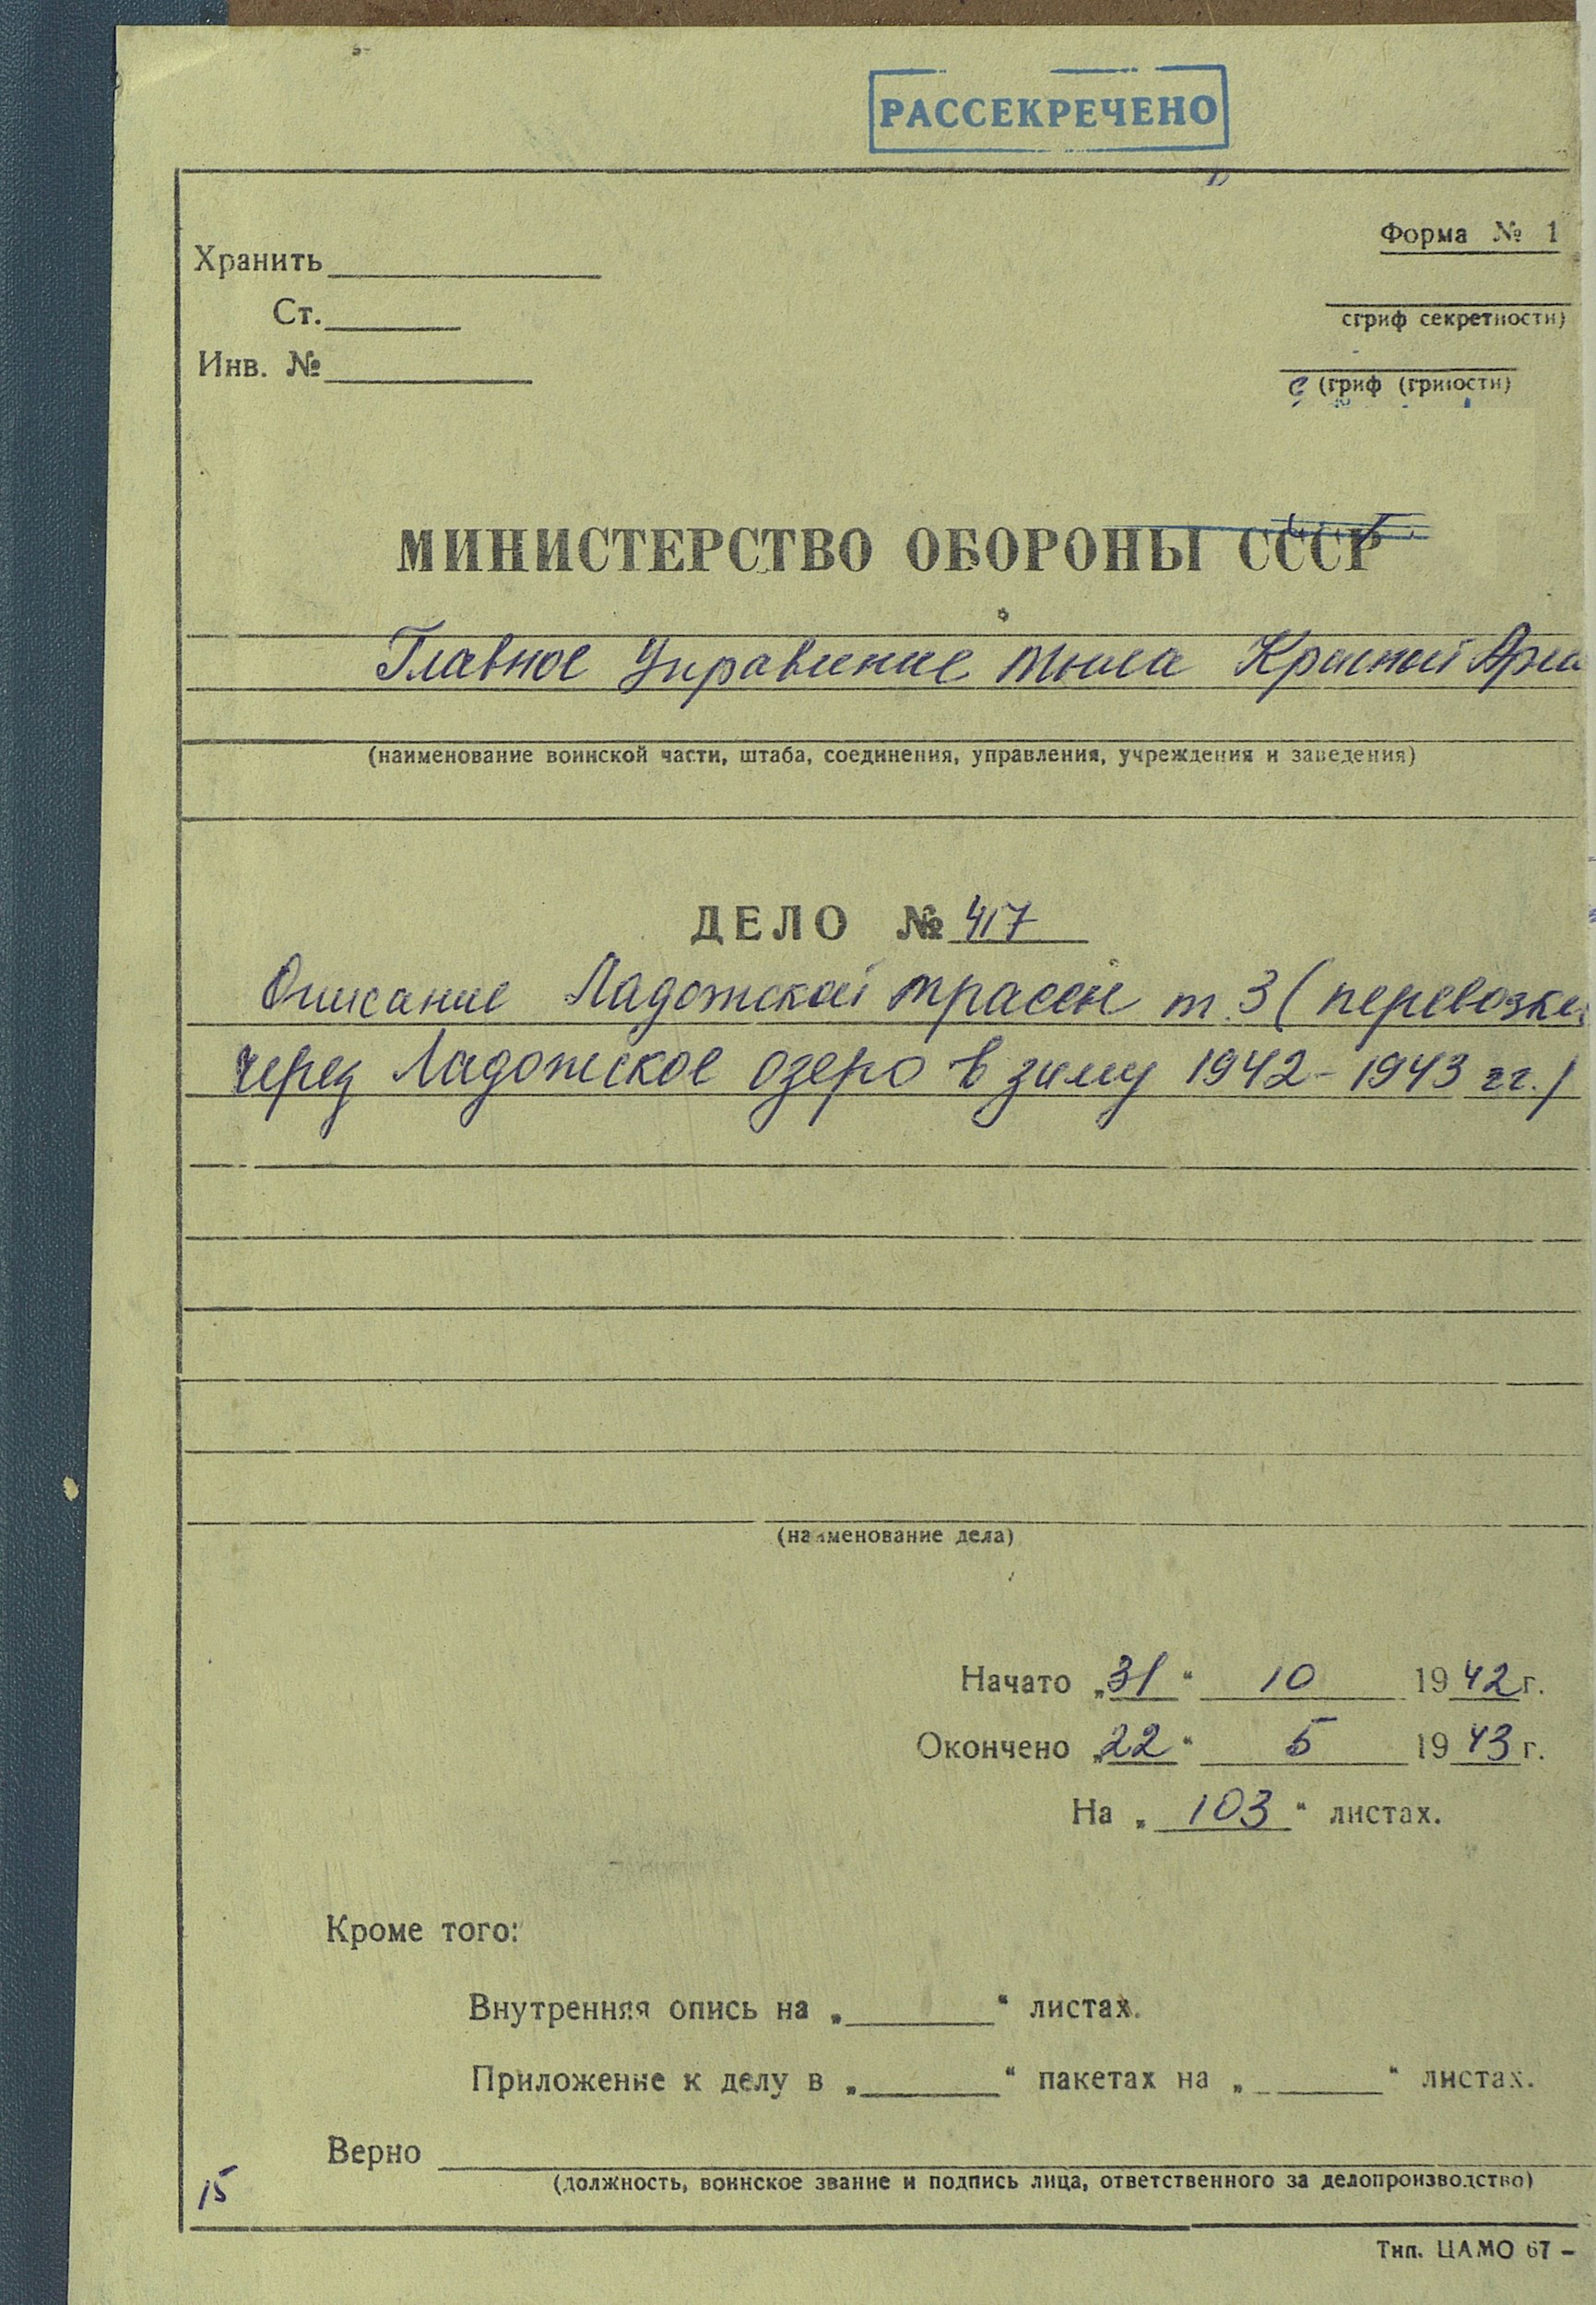 РАССЕКРЕЧЕНО
Форма № 1
Хранить
сгриф секретности)
Ст.
Инв. №
(гриф (гриюости)
МИНИСТЕРСТВО ОБОРОНЫ СССР
Главное Управление тыла Красной Арми
(наименование воинской части, штаба, соединения, управления, учреждения и заведения)
ДЕЛО № 417
Описание Ладожской трассы т. 3 (перевозки
через Ладожское озеро в зиму 1942-1943 гг.)
(наименование дела)
Начато „31“ 10 1942 г.
Окончено „22“ 5 1943 г.
На „103“ листах.
Кроме того:
Внутренняя опись на „ “ листах.
Приложение к делу в „ “ пакетах на „ “ листах.
Верно
(должность, воинское звание и подпись лица, ответственного за делопроизводство)
15
Тип. ЦАМО 67 -